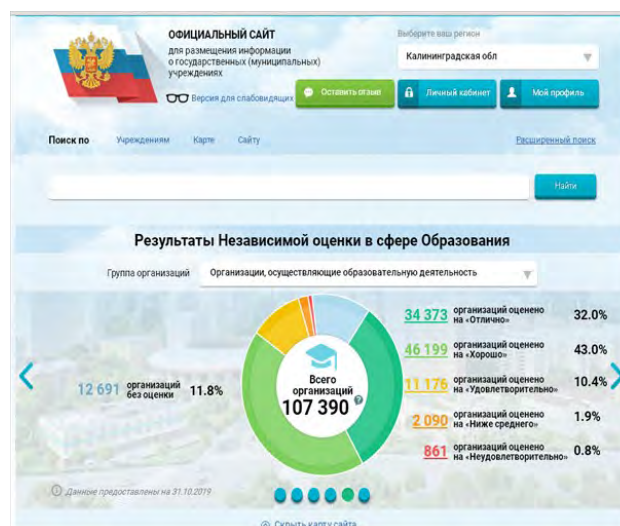 ОФИЦИАЛЬНЫЙ САЙТ
для размещения информации
о государственных (муниципальных)
учреждениях
Версия для слабовидящих
Выберите ваш регион
Калининградская обл
Оставить отзыв
Личный кабинет
Мой профиль
Поиск по
Учреждениям
Карте
Сайту
Расширенный поиск
Найти
Результаты Независимой оценки в сфере Образования
Группа организаций
Организации, осуществляющие образовательную деятельность
12 691 организаций без оценки 11.8%
Всего
организаций
107 390
34 373 организаций оценено на «Отлично» 32.0%
46 199 организаций оценено на «Хорошо» 43.0%
11 176 организаций оценено на «Удовлетворительно» 10.4%
2 090 организаций оценено на «Ниже среднего» 1.9%
861 организаций оценено на «Неудовлетворительно» 0.8%
Данные предоставлены на 31.10.2019
Скрыть карту сайта